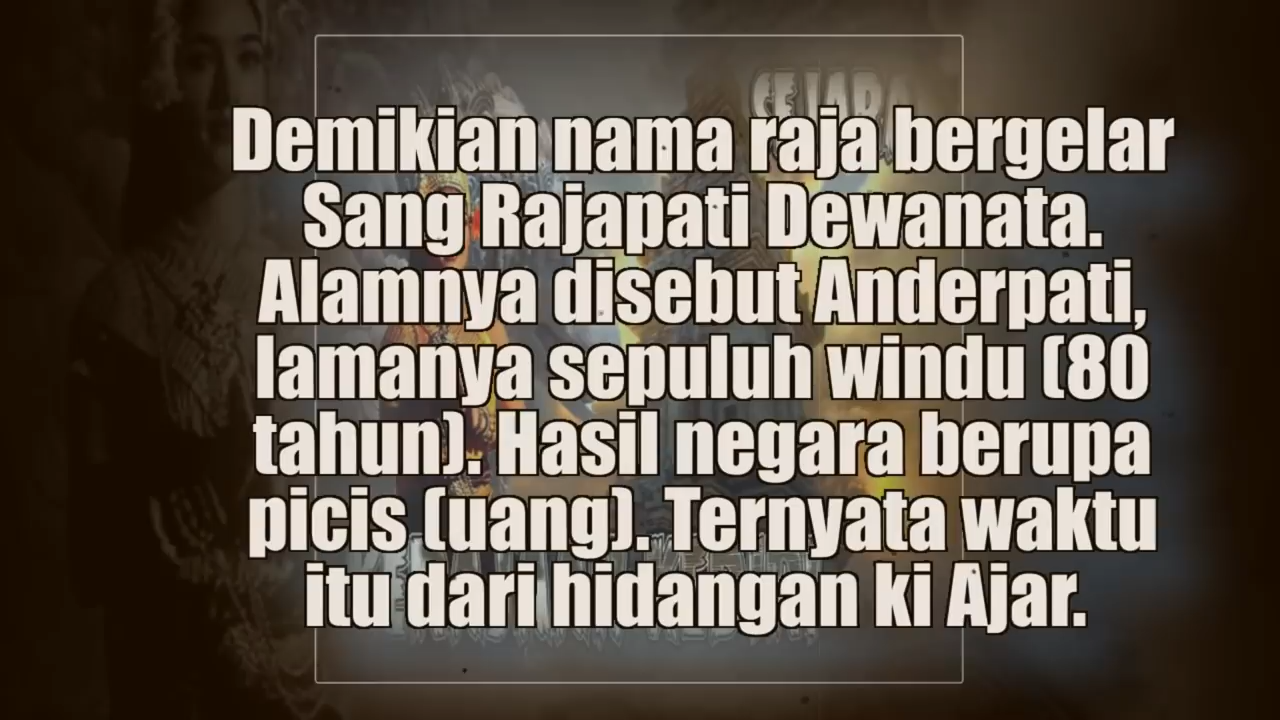 Demikian nama raja bergelar
Sang Rajapati Dewanata.
Alamnya disebut Anderpati,
lamanya sepuluh windu (80
tahun). Hasil negara berupa
picis (uang). Ternyata waktu
itu dari hidangan ki Ajar.